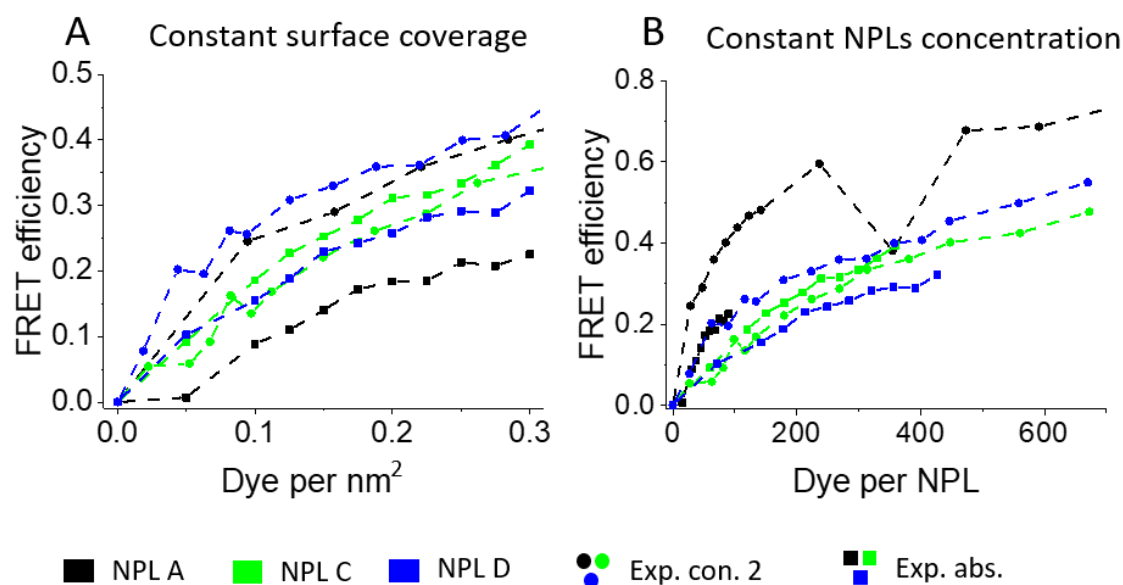 A Constant surface coverage
B Constant NPLs concentration
0.5
0.4
0.3
0.2
0.1
0.0
FRET efficiency
0.0 0.1 0.2 0.3
Dye per nm²
0.8
0.6
0.4
0.2
0.0
FRET efficiency
0 200 400 600
Dye per NPL
NPL A NPL C NPL D Exp. con. 2 Exp. abs.